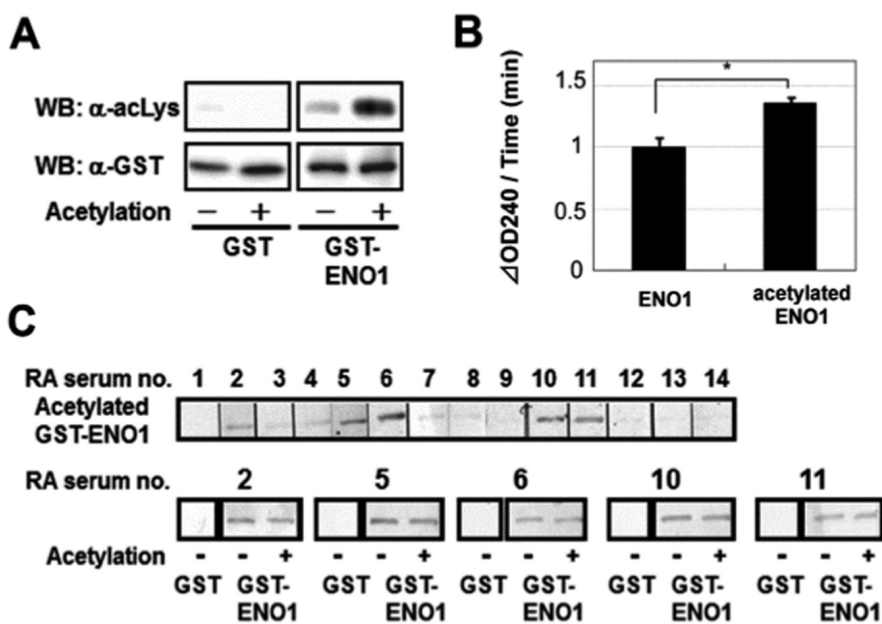 A
WB: α-acLys
WB: α-GST
Acetylation − + − +
GST GST-
ENO1
B
⊿OD240 / Time (min)
1.5
1
0.5
0
*
ENO1 acetylated
ENO1
C
RA serum no. 1 2 3 4 5 6 7 8 9 10 11 12 13 14
Acetylated
GST-ENO1
RA serum no. 2 5 6 10 11
Acetylation - + - + - + - + - +
GST GST- GST GST- GST GST- GST GST- GST GST-
ENO1 ENO1 ENO1 ENO1 ENO1